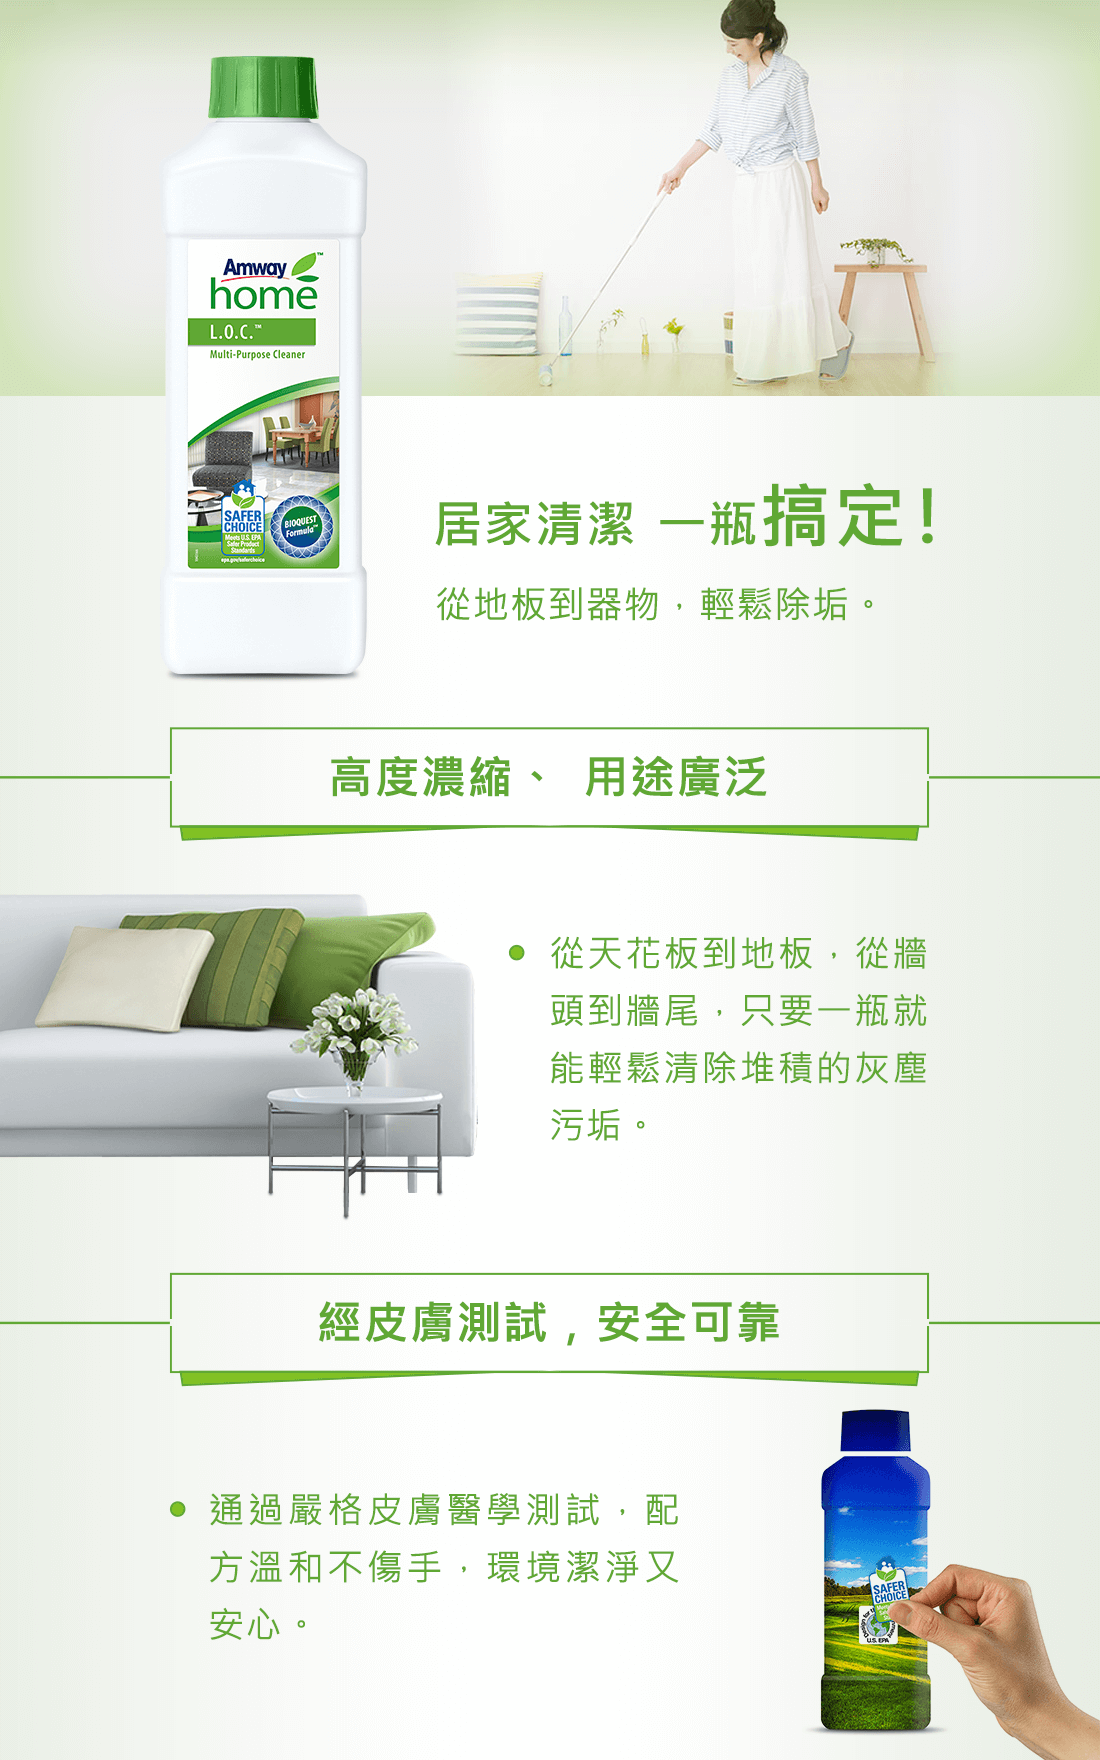 Amway
home™
L.O.C.™
Multi-Purpose Cleaner
SAFER
CHOICE
Meets U.S. EPA
Safer Product
Standards
epa.gov/saferchoice
BIOQUEST
Formula™
居家清潔 一瓶搞定！
從地板到器物，輕鬆除垢。
高度濃縮、 用途廣泛
從天花板到地板，從牆
頭到牆尾，只要一瓶就
能輕鬆清除堆積的灰塵
污垢。
經皮膚測試，安全可靠
通過嚴格皮膚醫學測試，配
方溫和不傷手，環境潔淨又
安心。
SAFER
CHOICE
U.S. EPA